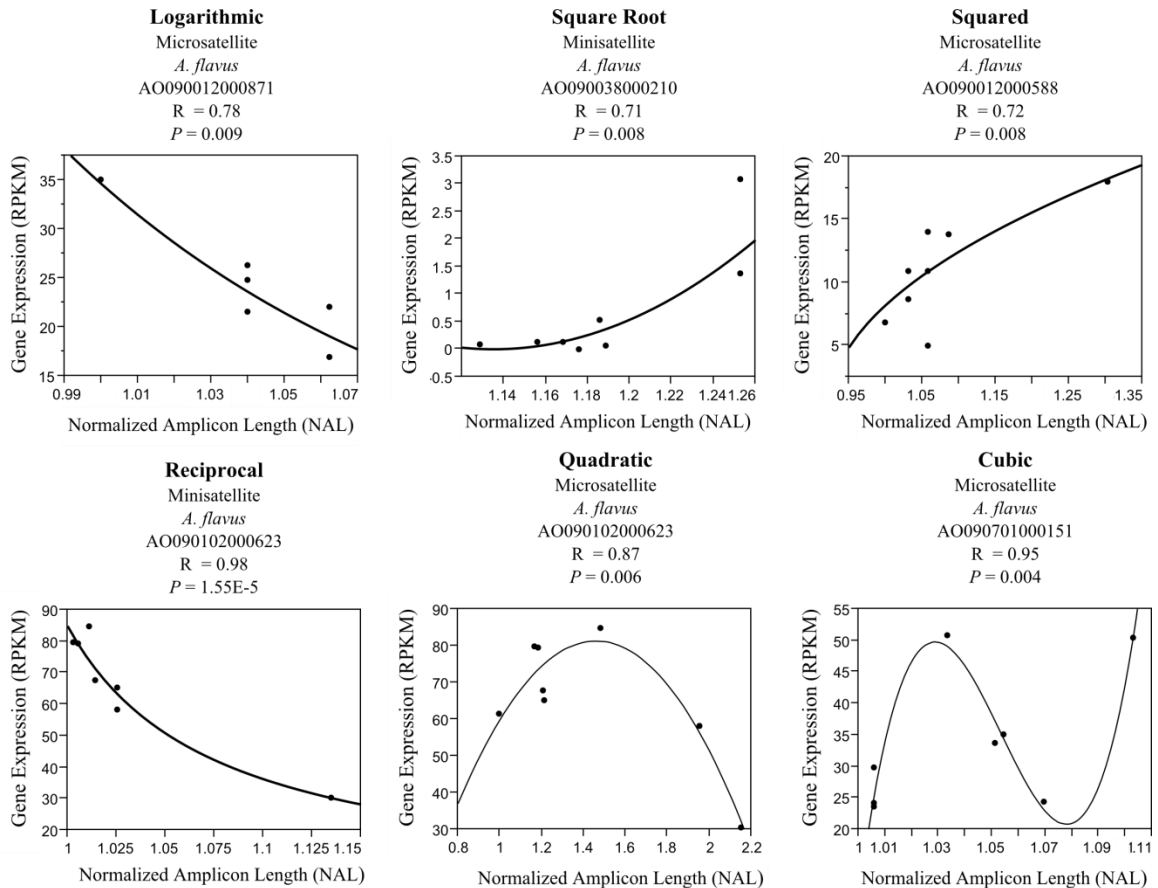 Logarithmic
Microsatellite
A. flavus
AO090012000871
R = 0.78
P = 0.009
Gene Expression (RPKM)
35
30
25
20
15
0.99
1.01
1.03
1.05
1.07
Normalized Amplicon Length (NAL)
Square Root
Minisatellite
A. flavus
AO090038000210
R = 0.71
P = 0.008
Gene Expression (RPKM)
3.5
3
2.5
2
1.5
1
0.5
0
-0.5
1.14
1.16
1.18
1.2
1.22
1.24
1.26
Normalized Amplicon Length (NAL)
Squared
Microsatellite
A. flavus
AO090012000588
R = 0.72
P = 0.008
Gene Expression (RPKM)
20
15
10
5
0.95
1.05
1.15
1.25
1.35
Normalized Amplicon Length (NAL)
Reciprocal
Minisatellite
A. flavus
AO090102000623
R = 0.98
P = 1.55E-5
Gene Expression (RPKM)
90
80
70
60
50
40
30
20
1
1.025
1.05
1.075
1.1
1.125
1.15
Normalized Amplicon Length (NAL)
Quadratic
Microsatellite
A. flavus
AO090102000623
R = 0.87
P = 0.006
Gene Expression (RPKM)
90
80
70
60
50
40
30
0.8
1
1.2
1.4
1.6
1.8
2
2.2
Normalized Amplicon Length (NAL)
Cubic
Microsatellite
A. flavus
AO090701000151
R = 0.95
P = 0.004
Gene Expression (RPKM)
55
50
45
40
35
30
25
20
1
1.01
1.03
1.05
1.07
1.09
1.11
Normalized Amplicon Length (NAL)